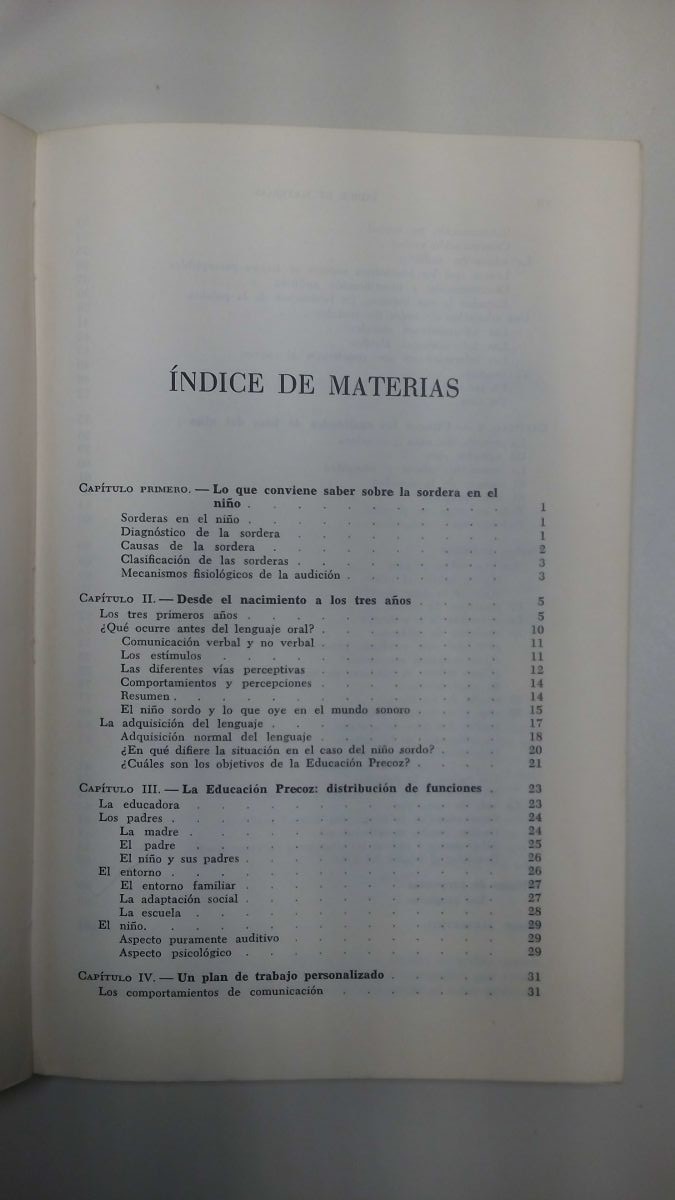 ÍNDICE DE MATERIAS
CAPÍTULO PRIMERO. — Lo que conviene saber sobre la sordera en el
niño . . . . . . . . . . 1
Sorderas en el niño . . . . . . . . . 1
Diagnóstico de la sordera . . . . . . . . 1
Causas de la sordera . . . . . . . . 2
Clasificación de las sorderas . . . . . . . 3
Mecanismos fisiológicos de la audición . . . . . . 3
CAPÍTULO II. — Desde el nacimiento a los tres años . . . . 5
Los tres primeros años . . . . . . . . . 5
¿Qué ocurre antes del lenguaje oral? . . . . . . . 10
Comunicación verbal y no verbal . . . . . . . 11
Los estímulos . . . . . . . . . . 11
Las diferentes vías perceptivas . . . . . . . 12
Comportamientos y percepciones . . . . . . . 14
Resumen . . . . . . . . . . . 14
El niño sordo y lo que oye en el mundo sonoro . . . . 15
La adquisición del lenguaje . . . . . . . . 17
Adquisición normal del lenguaje . . . . . . . 18
¿En qué difiere la situación en el caso del niño sordo? . . . 20
¿Cuáles son los objetivos de la Educación Precoz? . . . . 21
CAPÍTULO III. — La Educación Precoz: distribución de funciones . 23
La educadora . . . . . . . . . . 23
Los padres . . . . . . . . . . . 24
La madre . . . . . . . . . . 24
El padre . . . . . . . . . . 25
El niño y sus padres . . . . . . . . . 26
El entorno . . . . . . . . . . . 26
El entorno familiar . . . . . . . . . 27
La adaptación social . . . . . . . . . 27
La escuela . . . . . . . . . . 28
El niño. . . . . . . . . . . . 29
Aspecto puramente auditivo . . . . . . . 29
Aspecto psicológico . . . . . . . . . 29
CAPÍTULO IV. — Un plan de trabajo personalizado . . . . . 31
Los comportamientos de comunicación . . . . . . 31